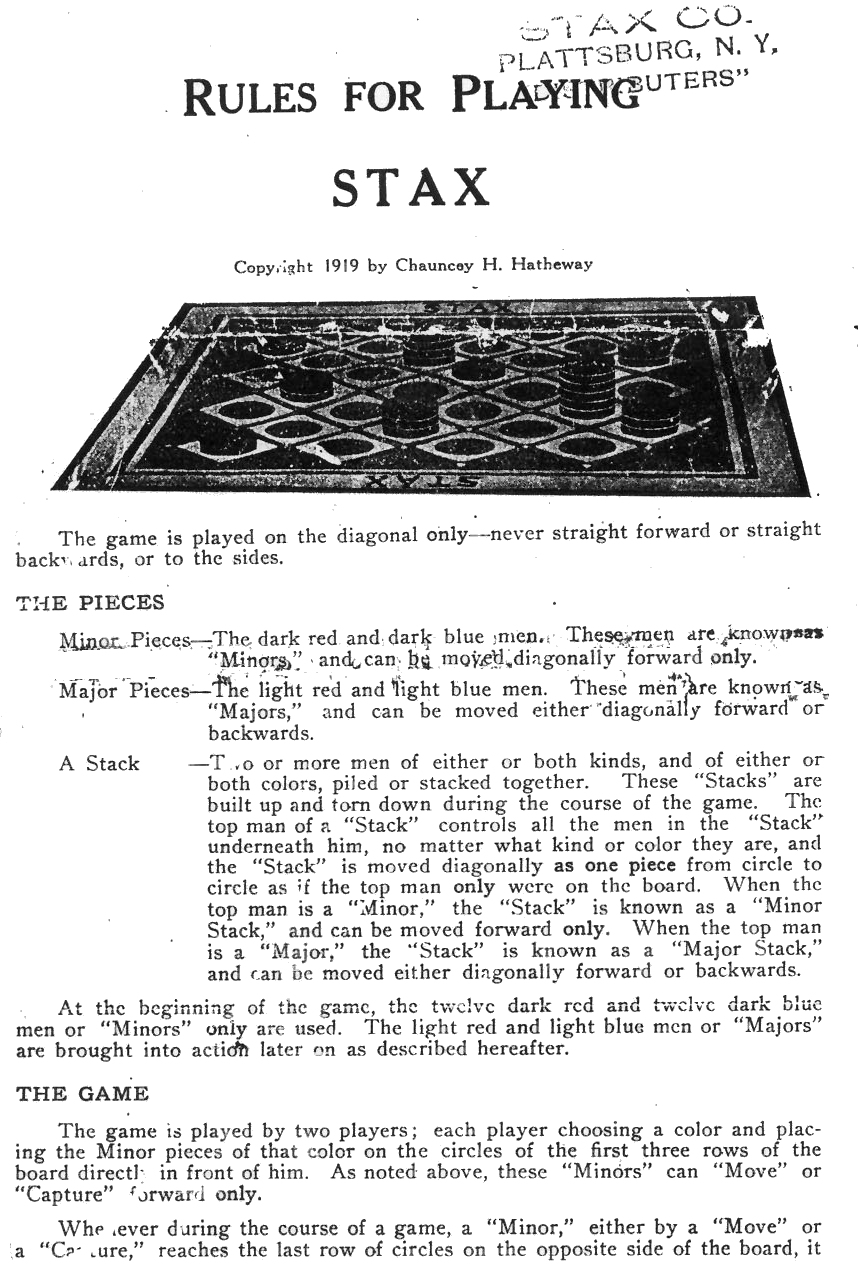 STAX CO.
PLATTSBURG, N. Y.
RULES FOR PLAYING
STAX
Copyright 1919 by Chauncey H. Hatheway
STAX
STAX
The game is played on the diagonal only—never straight forward or straight
backwards, or to the sides.
THE PIECES
Minor Pieces—The dark red and dark blue men. These men are known as
"Minors," and can be moved diagonally forward only.
Major Pieces—The light red and light blue men. These men are known as
"Majors," and can be moved either diagonally forward or
backwards.
A Stack —Two or more men of either or both kinds, and of either or
both colors, piled or stacked together. These "Stacks" are
built up and torn down during the course of the game. The
top man of a "Stack" controls all the men in the "Stack"
underneath him, no matter what kind or color they are, and
the "Stack" is moved diagonally as one piece from circle to
circle as if the top man only were on the board. When the
top man is a "Minor," the "Stack" is known as a "Minor
Stack," and can be moved forward only. When the top man
is a "Major," the "Stack" is known as a "Major Stack,"
and can be moved either diagonally forward or backwards.
At the beginning of the game, the twelve dark red and twelve dark blue
men or "Minors" only are used. The light red and light blue men or "Majors"
are brought into action later on as described hereafter.
THE GAME
The game is played by two players; each player choosing a color and plac-
ing the Minor pieces of that color on the circles of the first three rows of the
board directly in front of him. As noted above, these "Minors" can "Move" or
"Capture" forward only.
Whenever during the course of a game, a "Minor," either by a "Move" or
a "Capture," reaches the last row of circles on the opposite side of the board, it